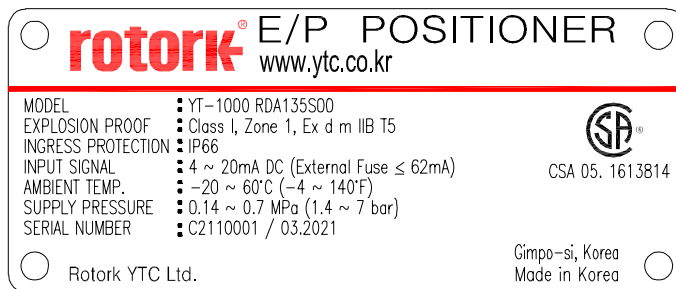 rotork® E/P POSITIONER
www.ytc.co.kr
MODEL : YT-1000 RDA135S00
EXPLOSION PROOF : Class I, Zone 1, Ex d m IIB T5
INGRESS PROTECTION : IP66
INPUT SIGNAL : 4 ~ 20mA DC (External Fuse ≤ 62mA)
AMBIENT TEMP. : -20 ~ 60°C (-4 ~ 140°F)
SUPPLY PRESSURE : 0.14 ~ 0.7 MPa (1.4 ~ 7 bar)
SERIAL NUMBER : C2110001 / 03.2021
SA®
CSA 05. 1613814
Rotork YTC Ltd.
Gimpo-si, Korea
Made in Korea